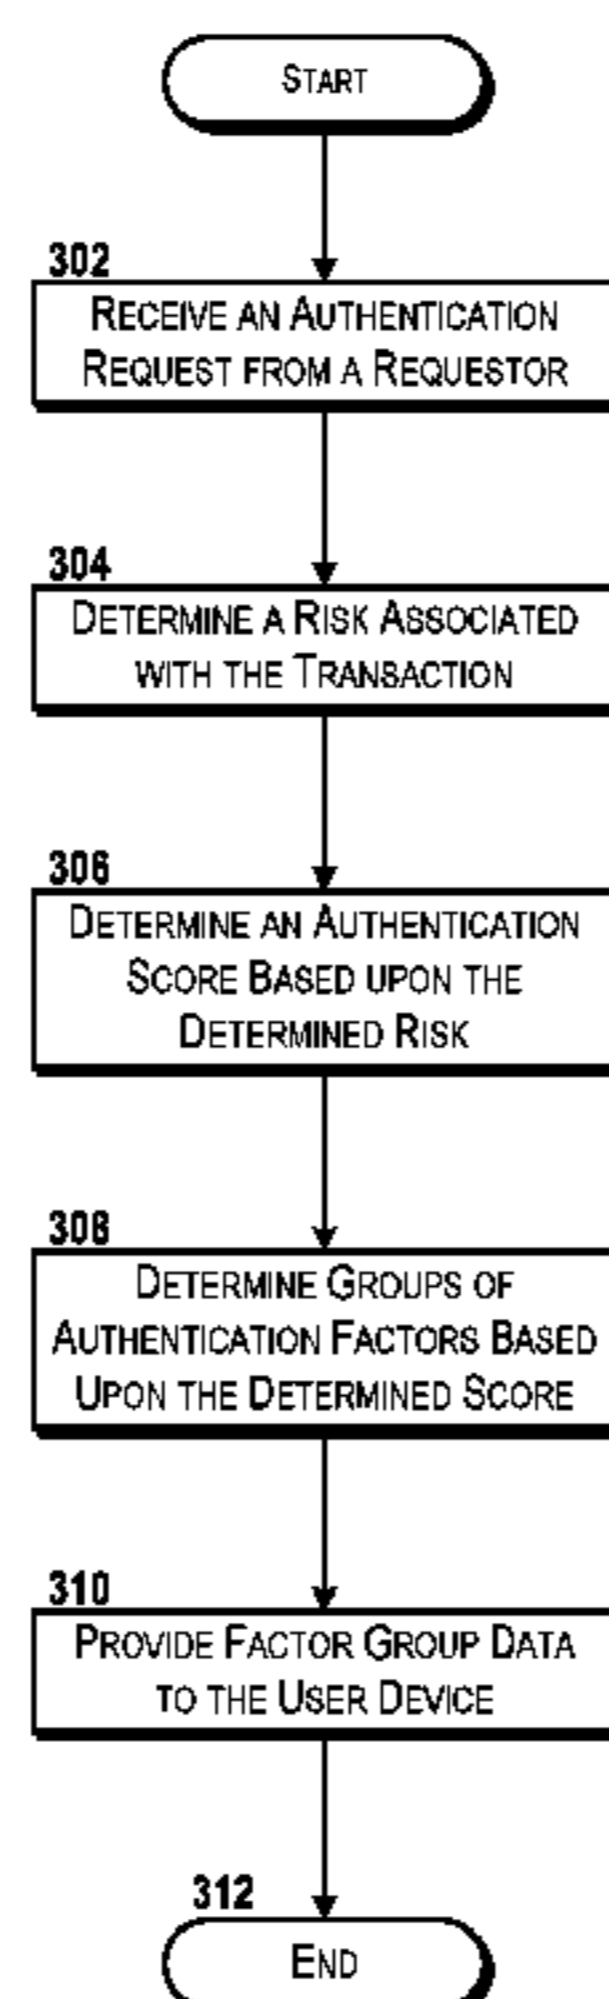 START
302
RECEIVE AN AUTHENTICATION
REQUEST FROM A REQUESTOR
304
DETERMINE A RISK ASSOCIATED
WITH THE TRANSACTION
306
DETERMINE AN AUTHENTICATION
SCORE BASED UPON THE
DETERMINED RISK
308
DETERMINE GROUPS OF
AUTHENTICATION FACTORS BASED
UPON THE DETERMINED SCORE
310
PROVIDE FACTOR GROUP DATA
TO THE USER DEVICE
312
END